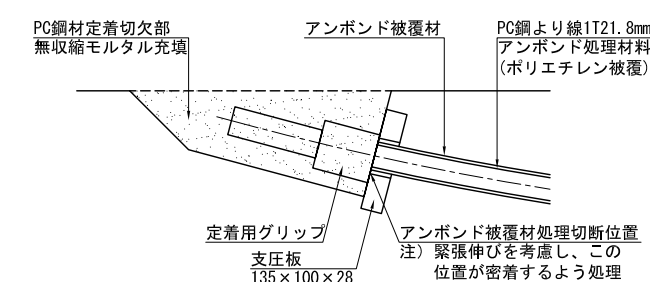 PC鋼材定着切欠部
無収縮モルタル充填
アンボンド被覆材
PC鋼より線1T21.8mm
アンボンド処理材料
(ポリエチレン被覆)
定着用グリップ
支圧板
135×100×28
アンボンド被覆材処理切断位置
注) 緊張伸びを考慮し、この
位置が密着するよう処理